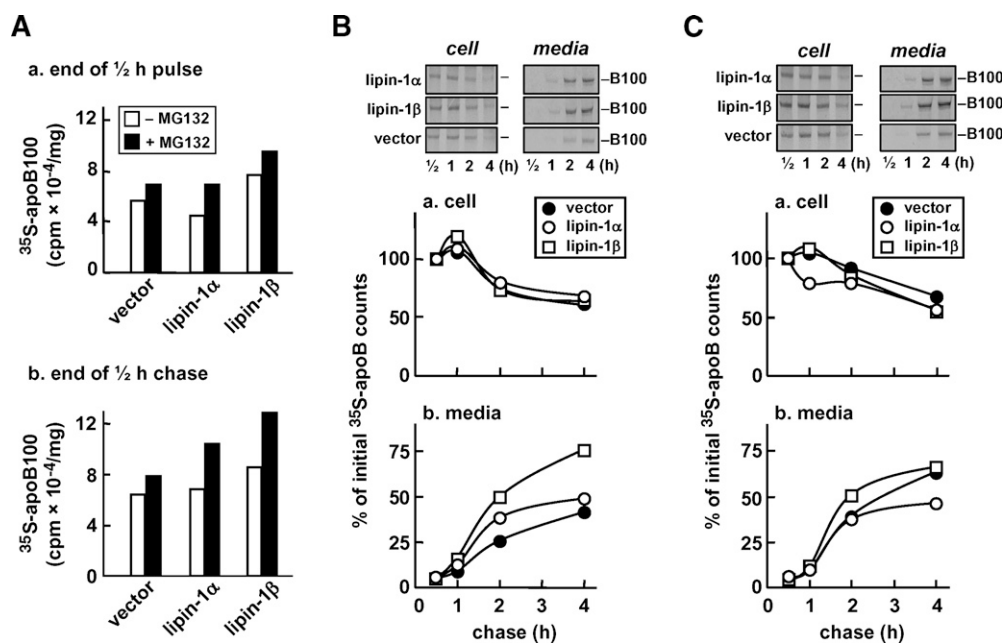 A
a. end of ½ h pulse
³⁵S-apoB100
(cpm × 10⁻⁴/mg)
12
8
4
0
– MG132
+ MG132
vector
lipin-1α
lipin-1β
b. end of ½ h chase
³⁵S-apoB100
(cpm × 10⁻⁴/mg)
12
8
4
0
vector
lipin-1α
lipin-1β
B
cell media
lipin-1α – –B100
lipin-1β – –B100
vector – –B100
½ 1 2 4 ½ 1 2 4 (h)
a. cell
vector
lipin-1α
lipin-1β
100
50
0
% of initial ³⁵S-apoB counts
b. media
75
50
25
0
0 1 2 3 4
chase (h)
C
cell media
lipin-1α – –B100
lipin-1β – –B100
vector – –B100
½ 1 2 4 ½ 1 2 4 (h)
a. cell
vector
lipin-1α
lipin-1β
100
50
0
% of initial ³⁵S-apoB counts
b. media
75
50
25
0
0 1 2 3 4
chase (h)